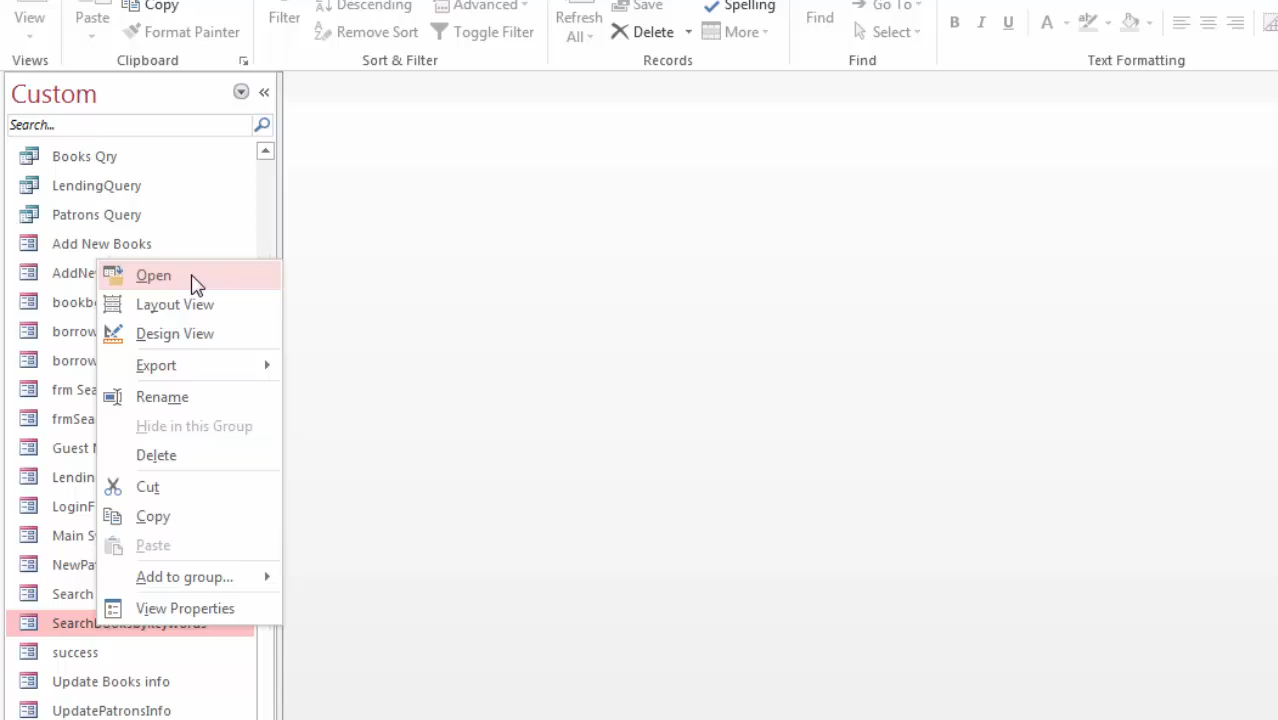 View
Paste
Copy
Format Painter
Filter
Descending
Remove Sort
Advanced
Toggle Filter
Refresh
All
Save
Delete
Spelling
More
Find
Go To
Select
B I U A
Views
Clipboard
Sort & Filter
Records
Find
Text Formatting
Custom
Search...
Books Qry
LendingQuery
Patrons Query
Add New Books
AddNe
bookb
borrow
borrow
frm Sea
frmSea
Guest
Lendin
LoginF
Main S
NewPa
Search
SearchBooksbyKeywords
success
Update Books info
UpdatePatronsInfo
Open
Layout View
Design View
Export
Rename
Hide in this Group
Delete
Cut
Copy
Paste
Add to group...
View Properties